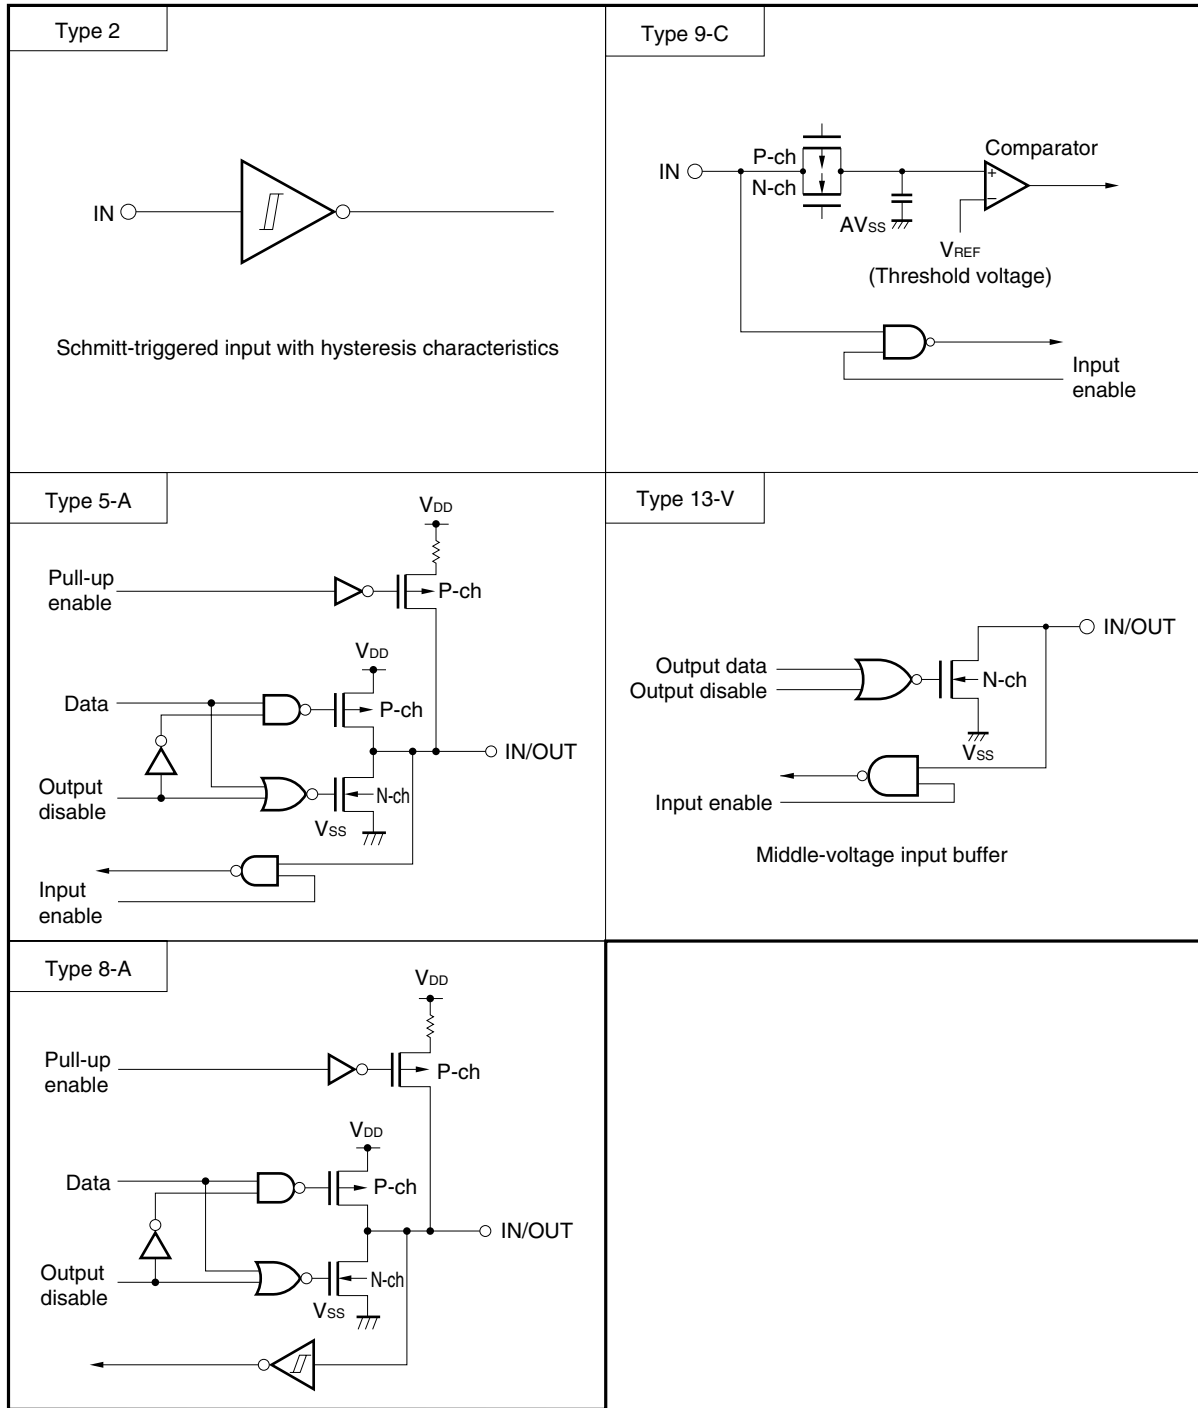 Type 2
IN
Schmitt-triggered input with hysteresis characteristics
Type 9-C
IN
P-ch
N-ch
Comparator
+
−
AVSS
VREF
(Threshold voltage)
Input
enable
Type 5-A
VDD
Pull-up
enable
P-ch
VDD
Data
P-ch
IN/OUT
Output
disable
N-ch
VSS
Input
enable
Type 13-V
IN/OUT
Output data
Output disable
N-ch
VSS
Input enable
Middle-voltage input buffer
Type 8-A
VDD
Pull-up
enable
P-ch
VDD
Data
P-ch
IN/OUT
Output
disable
N-ch
VSS